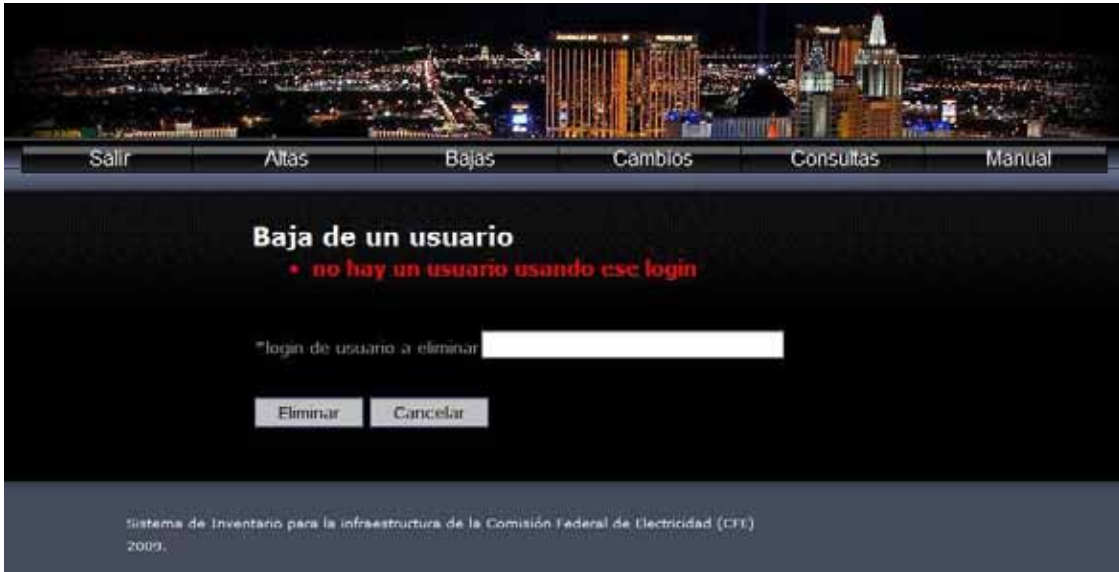 Salir Altas Bajas Cambios Consultas Manual
Baja de un usuario
• no hay un usuario usando ese login
*login de usuario a eliminar
Eliminar Cancelar
Sistema de Inventario para la infraestructura de la Comisión Federal de Electricidad (CFE)
2009.